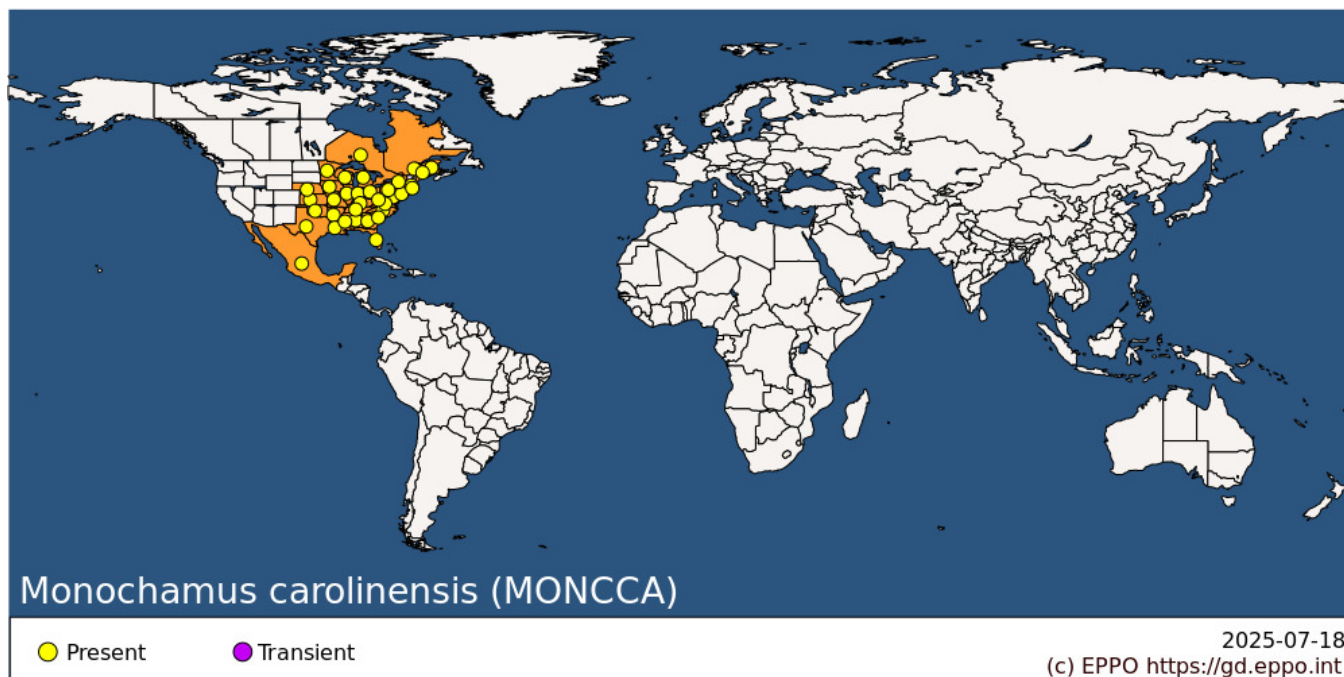 Monochamus carolinensis (MONCCA)
Present
Transient
2025-07-18
(c) EPPO https://gd.eppo.int